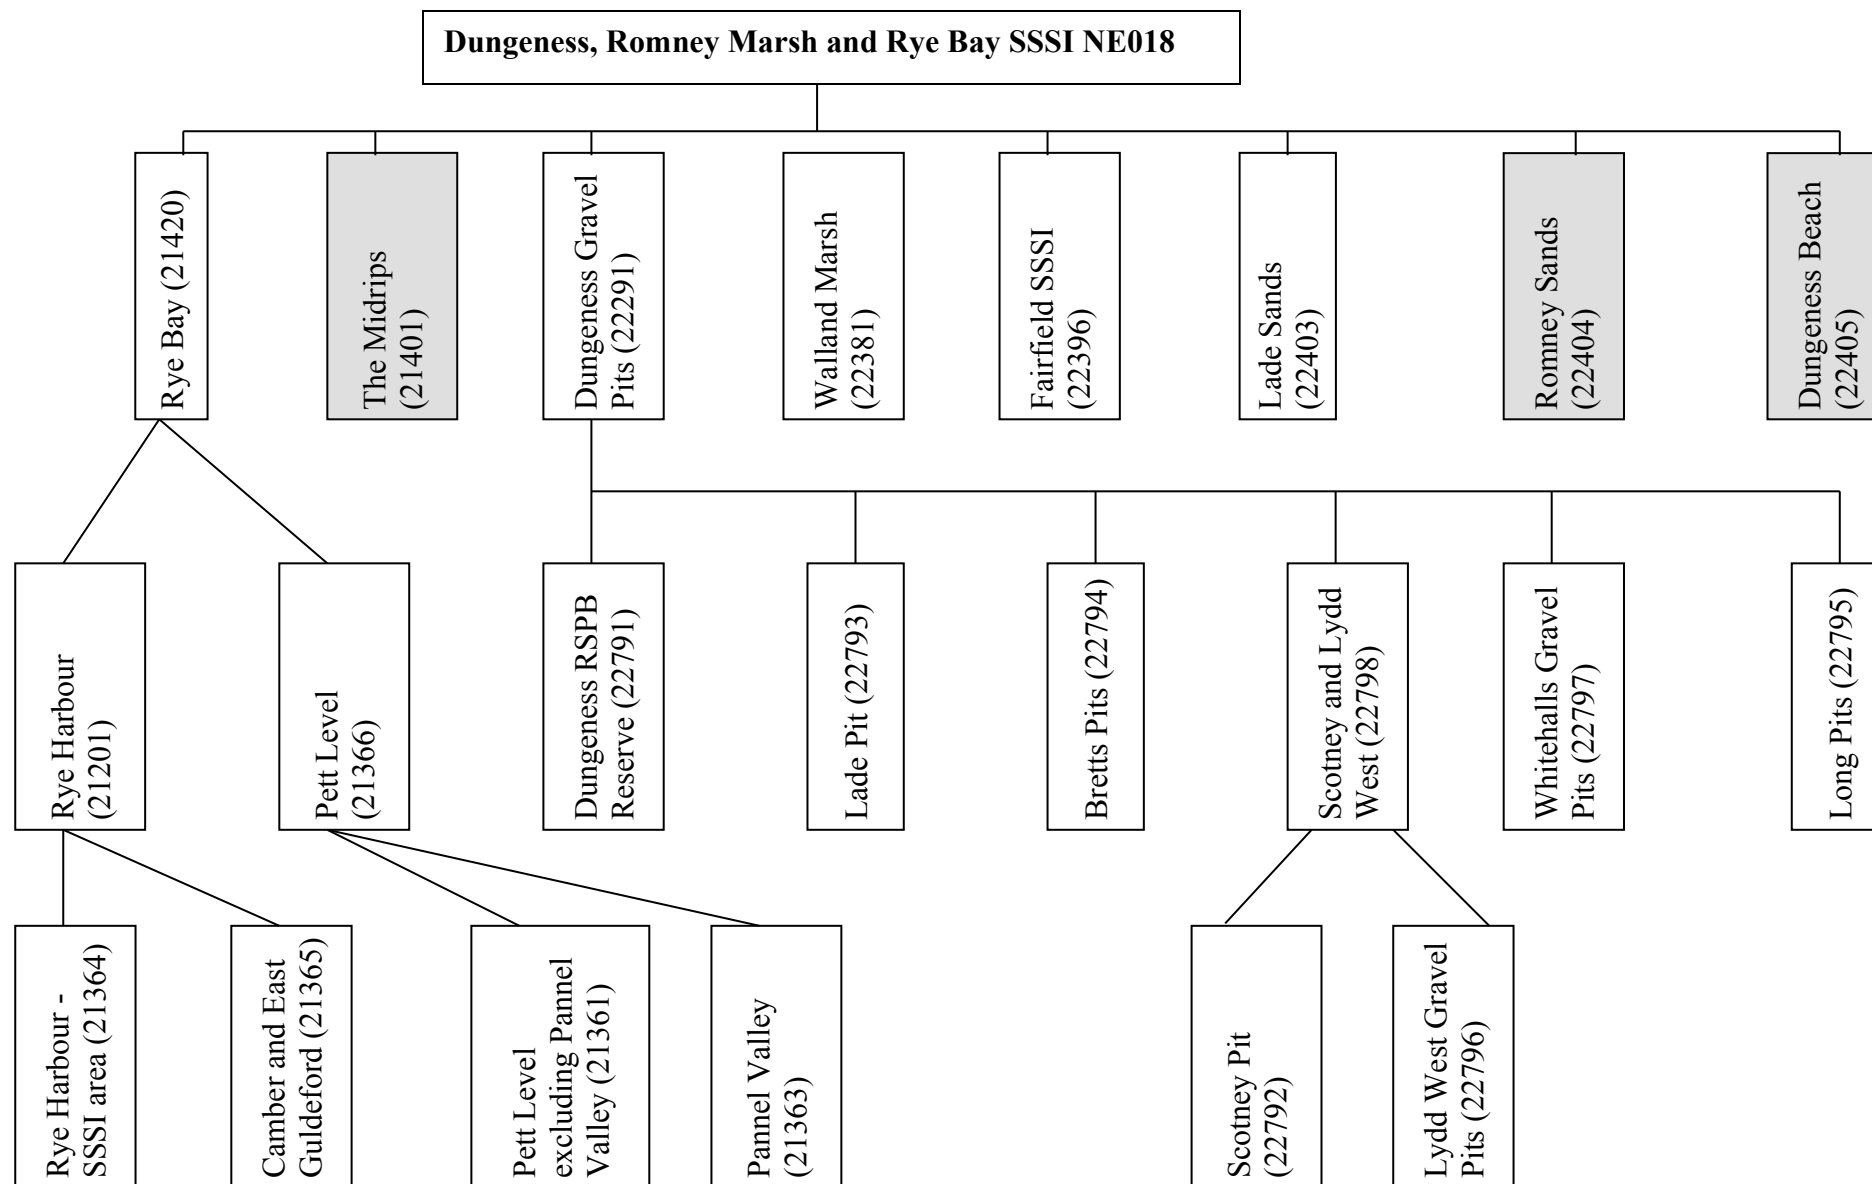 Dungeness, Romney Marsh and Rye Bay SSSI NE018
Rye Bay (21420)
The Midrips
(21401)
Dungeness Gravel
Pits (22291)
Walland Marsh
(22381)
Fairfield SSSI
(22396)
Lade Sands
(22403)
Romney Sands
(22404)
Dungeness Beach
(22405)
Rye Harbour
(21201)
Pett Level
(21366)
Dungeness RSPB
Reserve (22791)
Lade Pit (22793)
Bretts Pits (22794)
Scotney and Lydd
West (22798)
Whitehalls Gravel
Pits (22797)
Long Pits (22795)
Rye Harbour -
SSSI area (21364)
Camber and East
Guldeford (21365)
Pett Level
excluding Pannel
Valley (21361)
Pannel Valley
(21363)
Scotney Pit
(22792)
Lydd West Gravel
Pits (22796)